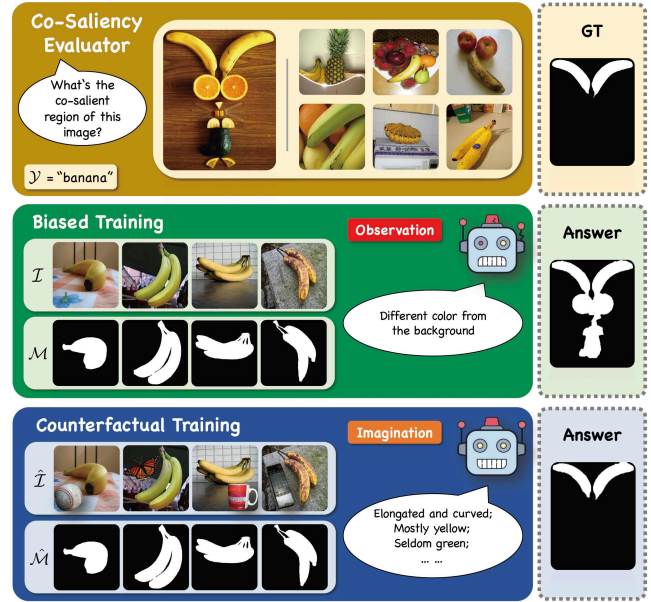 Co-Saliency
Evaluator
What's the
co-salient
region of this
image?
𝒴 = "banana"
GT
Biased Training
Observation
ℐ
ℳ
Different color from
the background
Answer
Counterfactual Training
Imagination
ℐ̂
ℳ̂
Elongated and curved;
Mostly yellow;
Seldom green;
... ...
Answer